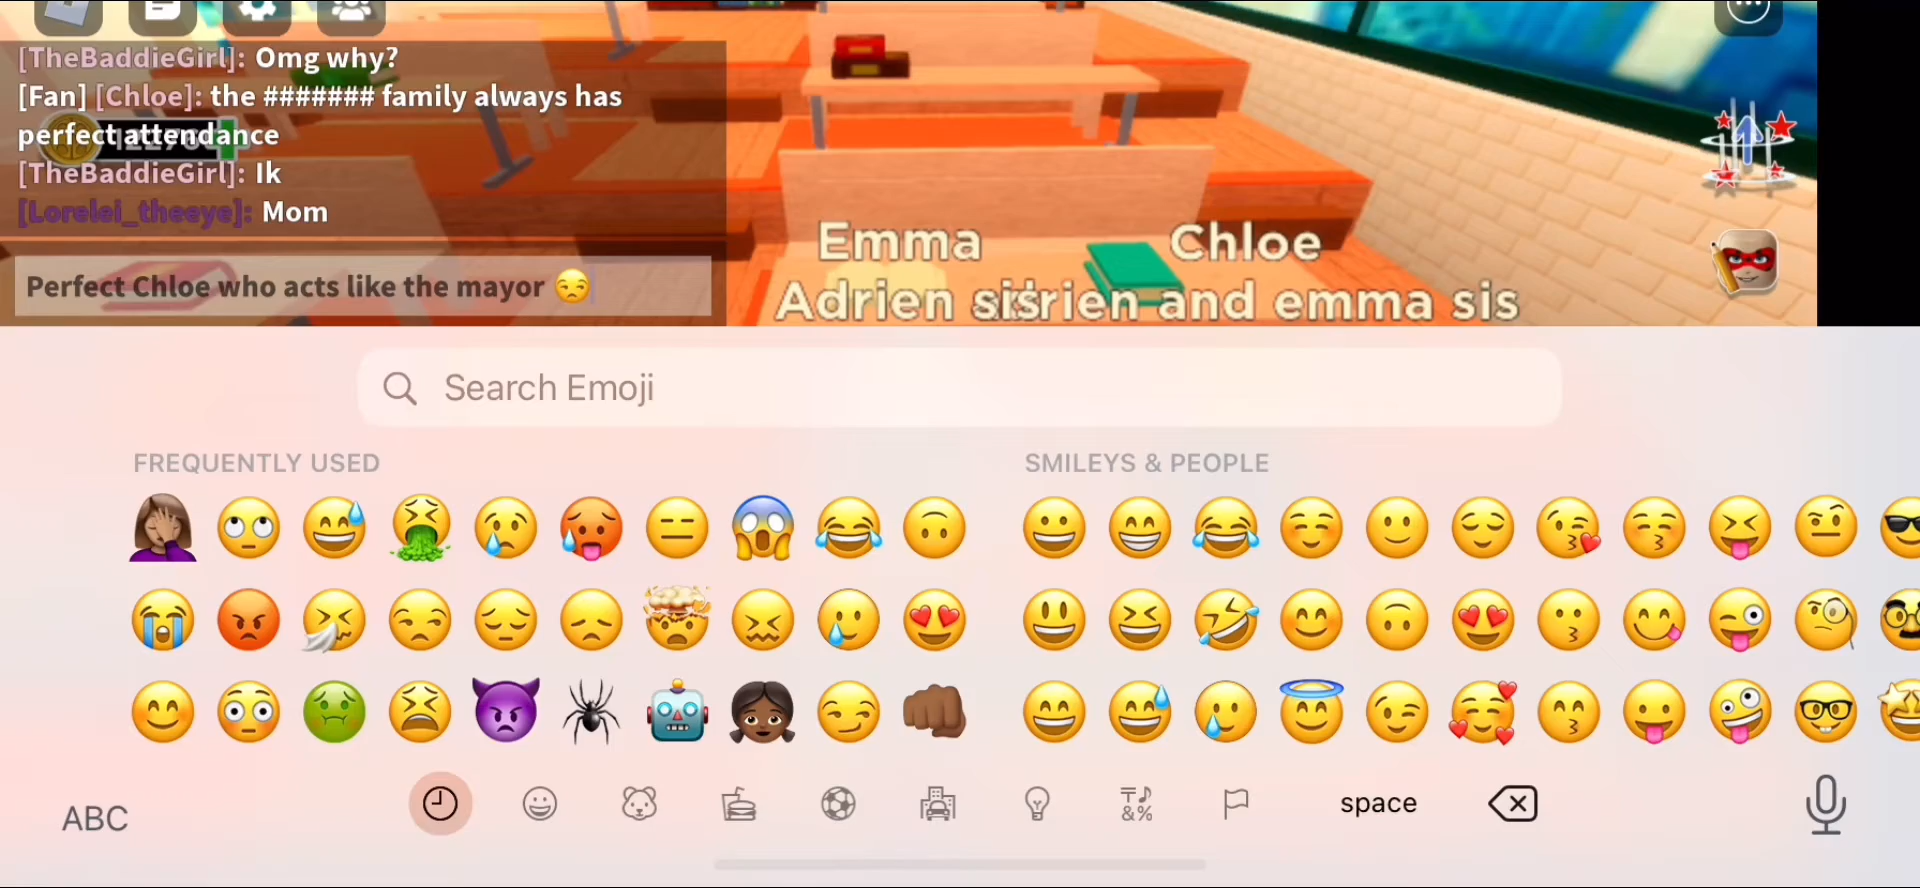 [TheBaddieGirl]: Omg why?
[Fan] [Chloe]: the ####### family always has
perfect attendance
[TheBaddieGirl]: Ik
[Lorelei_theeye]: Mom
Perfect Chloe who acts like the mayor 😒
Emma
Chloe
Adrien sis
and emma sis
Search Emoji
FREQUENTLY USED
SMILEYS & PEOPLE
ABC
space